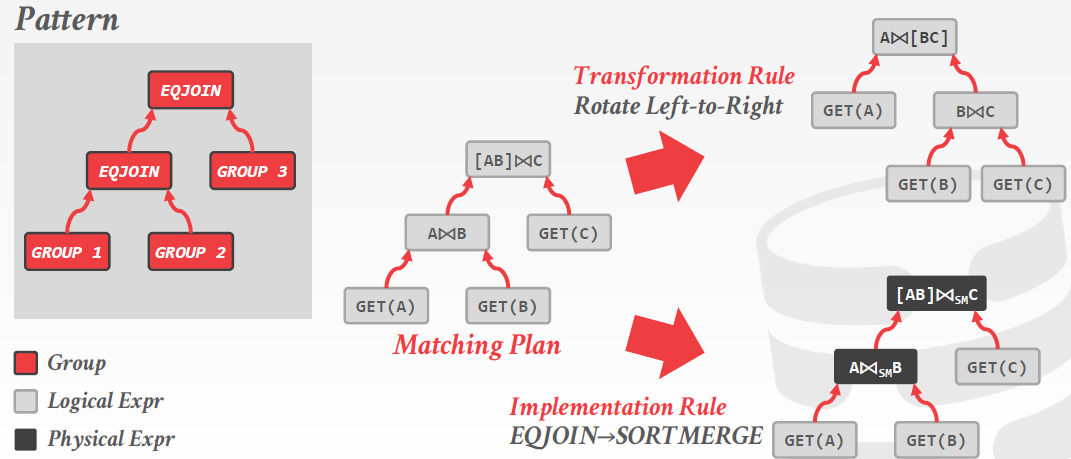 Pattern
EQJOIN
EQJOIN
GROUP 3
GROUP 1
GROUP 2
Group
Logical Expr
Physical Expr
[AB]⋈C
A⋈B
GET(C)
GET(A)
GET(B)
Matching Plan
Transformation Rule
Rotate Left-to-Right
A⋈[BC]
GET(A)
B⋈C
GET(B)
GET(C)
Implementation Rule
EQJOIN→SORTMERGE
[AB]⋈SMC
A⋈SMB
GET(C)
GET(A)
GET(B)